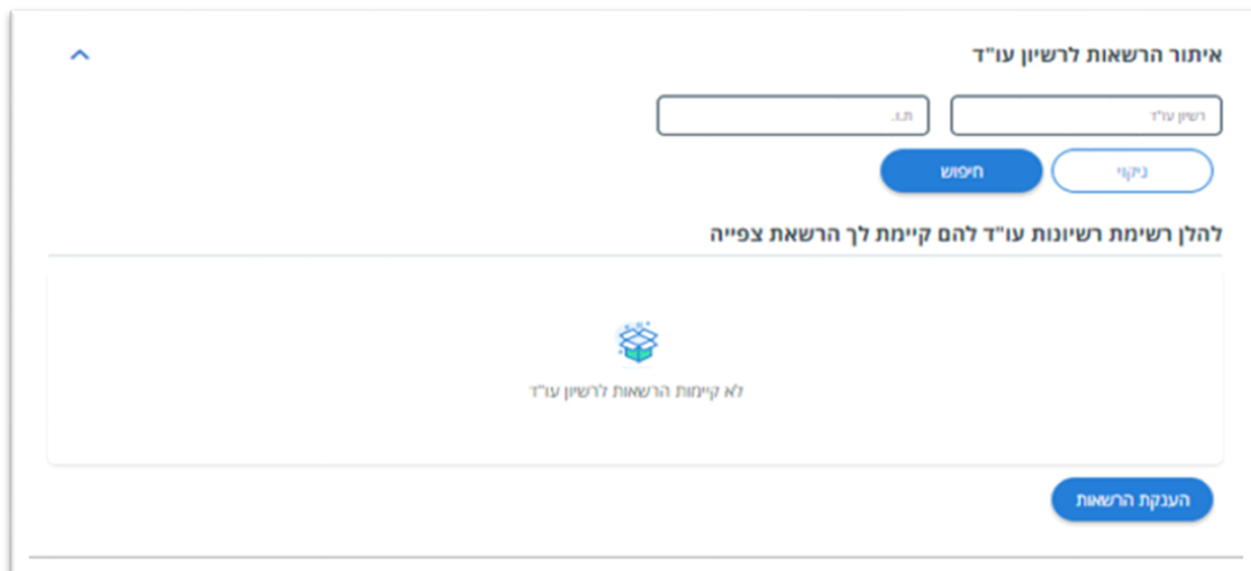 איתור הרשאות לרשיון עו"ד
רשיון עו"ד
ת.ז.
ניקוי
חיפוש
להלן רשימת רשיונות עו"ד להם קיימת לך הרשאת צפייה
לא קיימות הרשאות לרשיון עו"ד
הענקת הרשאות